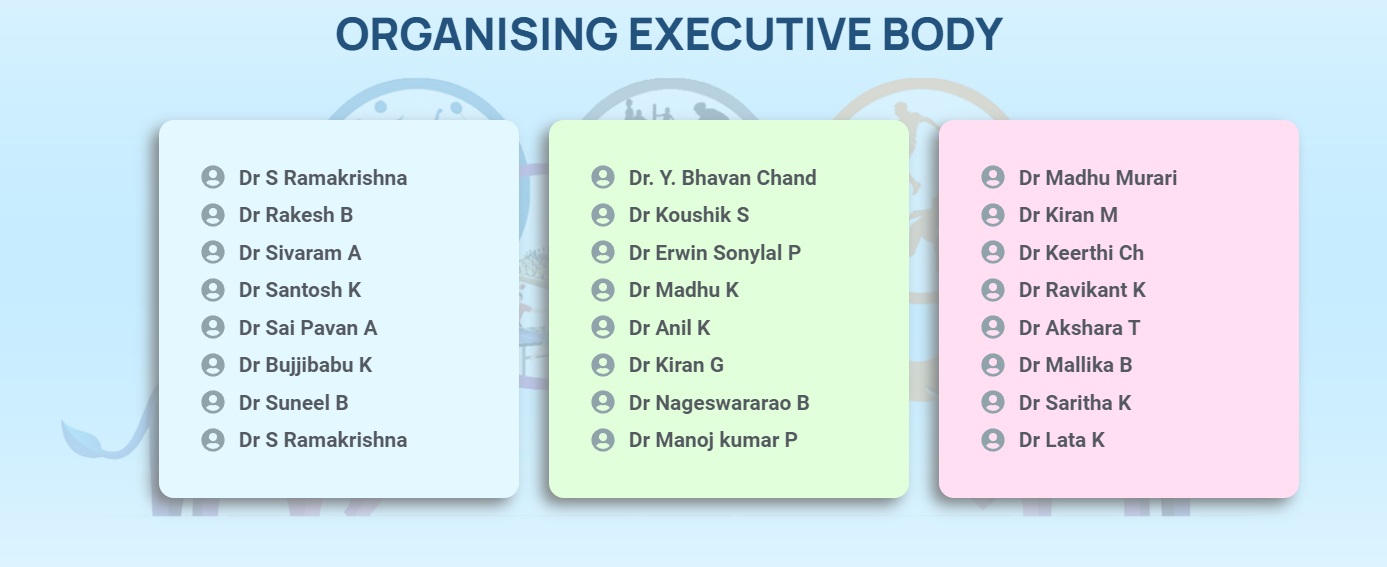 ORGANISING EXECUTIVE BODY
Dr S Ramakrishna
Dr Rakesh B
Dr Sivaram A
Dr Santosh K
Dr Sai Pavan A
Dr Bujjibabu K
Dr Suneel B
Dr S Ramakrishna
Dr. Y. Bhavan Chand
Dr Koushik S
Dr Erwin Sonylal P
Dr Madhu K
Dr Anil K
Dr Kiran G
Dr Nageswararao B
Dr Manoj kumar P
Dr Madhu Murari
Dr Kiran M
Dr Keerthi Ch
Dr Ravikant K
Dr Akshara T
Dr Mallika B
Dr Saritha K
Dr Lata K